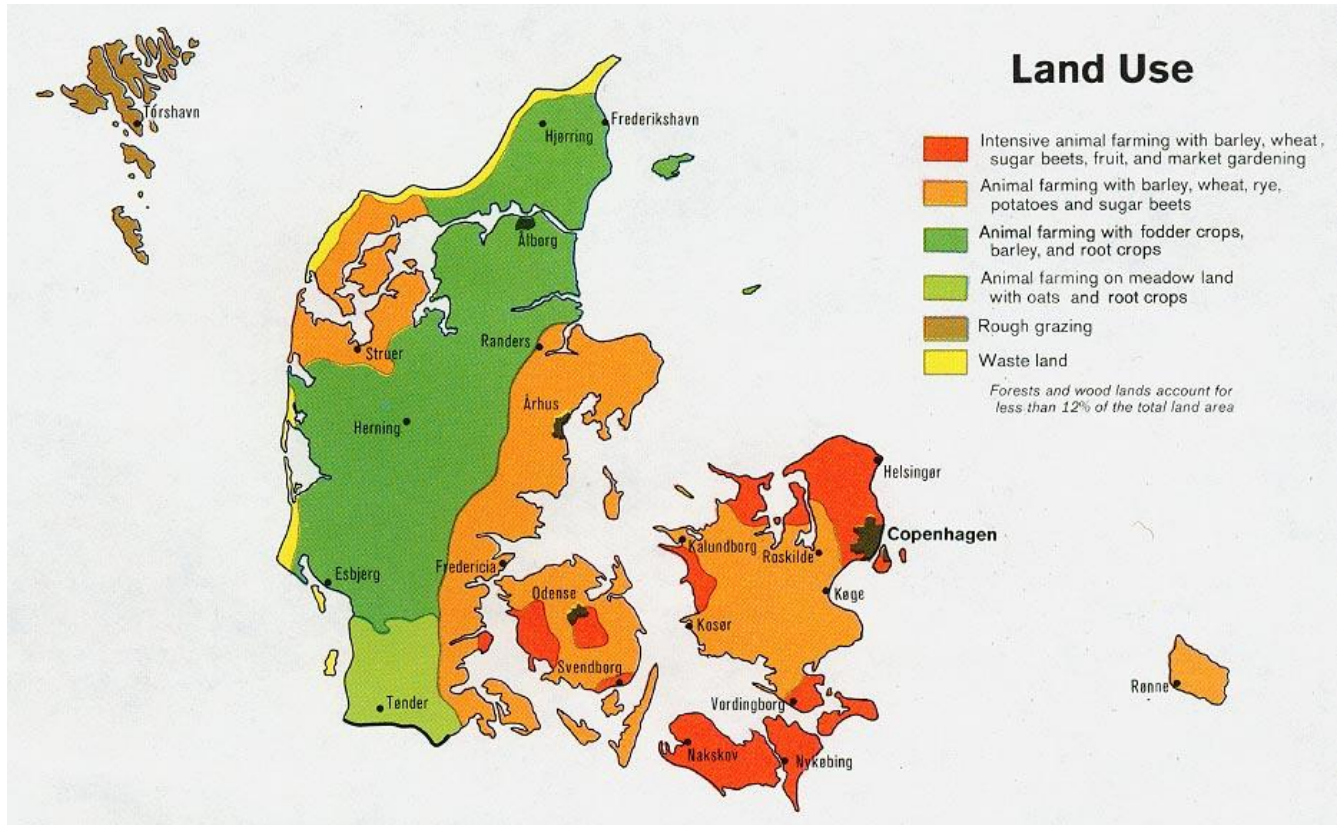 Land Use
Intensive animal farming with barley, wheat,
sugar beets, fruit, and market gardening
Animal farming with barley, wheat, rye,
potatoes and sugar beets
Animal farming with fodder crops,
barley, and root crops
Animal farming on meadow land
with oats and root crops
Rough grazing
Waste land
Forests and wood lands account for
less than 12% of the total land area
Tórshavn
Hjørring
Frederikshavn
Ålborg
Struer
Randers
Århus
Herning
Helsingør
Copenhagen
Kalundborg
Roskilde
Esbjerg
Fredericia
Odense
Køge
Kosør
Svendborg
Tønder
Vordingborg
Rønne
Nakskov
Nykøbing